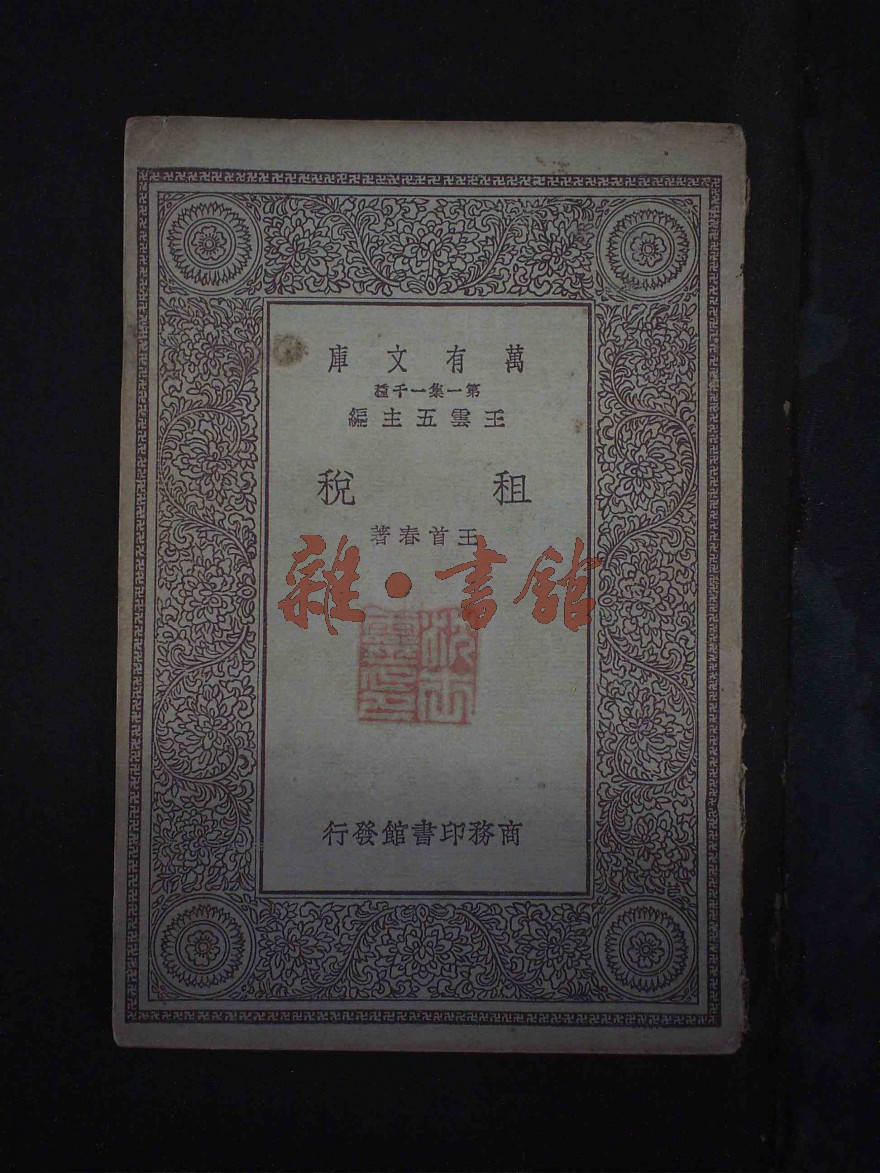 萬有文庫
第一集一千種
王雲五主編
租稅
王首春著
雜·書館
商務印書館發行